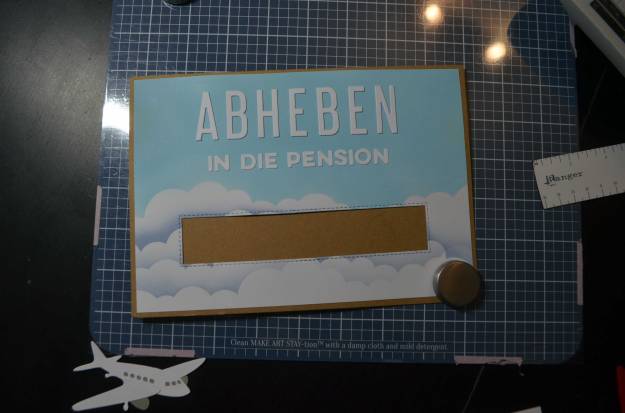 ABHEBEN
IN DIE PENSION
Ranger
Clean MAKE ART STAY-tion™ with a damp cloth and mild detergent.